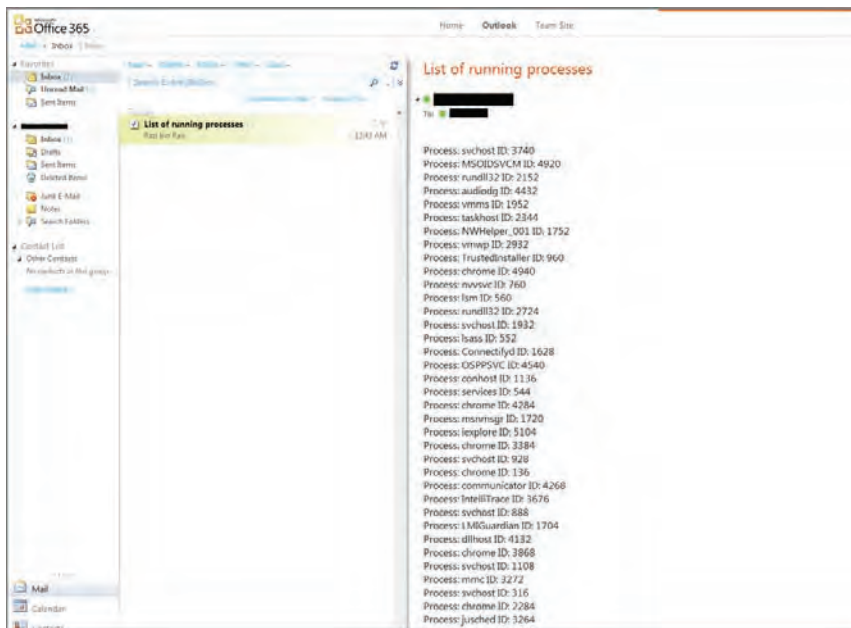 Office 365
Home Outlook Team Site
Inbox
Favorites
Inbox
Unread Mail
Sent Items
Inbox
Drafts
Sent Items
Deleted Items
Junk E-Mail
Notes
Search Folders
Contact List
Other Contacts
No contacts in this group
List of running processes
12:43 AM
Mail
Calendar
List of running processes
To:
Process: svchost ID: 3740
Process: MSOIDSVCM ID: 4920
Process: rundll32 ID: 2152
Process: audiodg ID: 4432
Process: vmms ID: 1952
Process: taskhost ID: 2344
Process: NWHelper_001 ID: 1752
Process: vmwp ID: 2932
Process: TrustedInstaller ID: 960
Process: chrome ID: 4940
Process: nvvsvc ID: 760
Process: lsm ID: 560
Process: rundll32 ID: 2724
Process: svchost ID: 1932
Process: lsass ID: 552
Process: Connectifyd ID: 1628
Process: OSPPSVC ID: 4540
Process: conhost ID: 1136
Process: services ID: 544
Process: chrome ID: 4284
Process: msnmsgr ID: 1720
Process: iexplore ID: 5104
Process: chrome ID: 3384
Process: svchost ID: 928
Process: chrome ID: 136
Process: communicator ID: 4268
Process: IntelliTrace ID: 3676
Process: svchost ID: 888
Process: LMIGuardian ID: 1704
Process: dllhost ID: 4132
Process: chrome ID: 3868
Process: svchost ID: 1108
Process: mmc ID: 3272
Process: svchost ID: 316
Process: chrome ID: 2284
Process: jusched ID: 3264